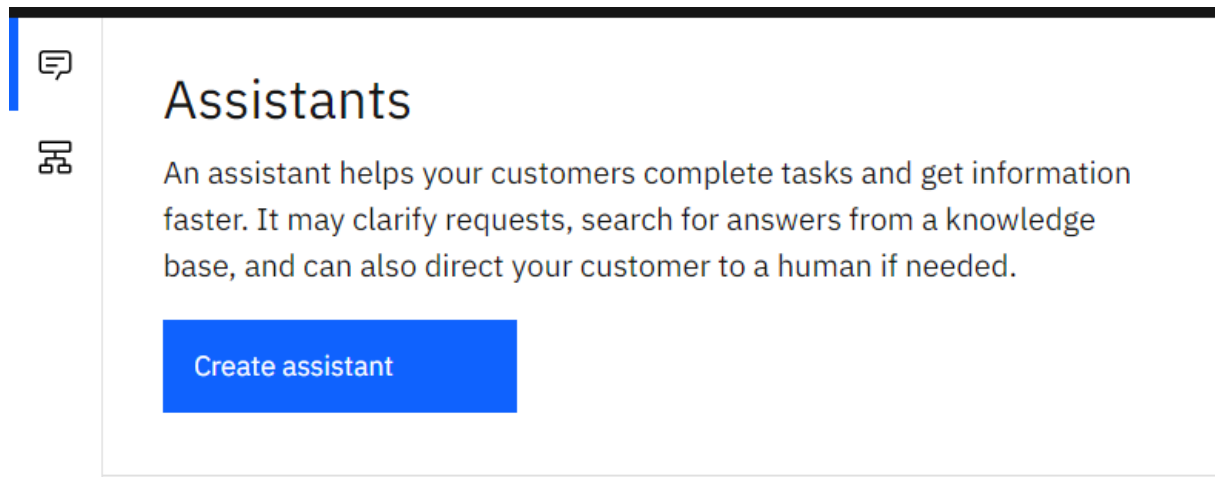 Assistants
An assistant helps your customers complete tasks and get information
faster. It may clarify requests, search for answers from a knowledge
base, and can also direct your customer to a human if needed.
Create assistant